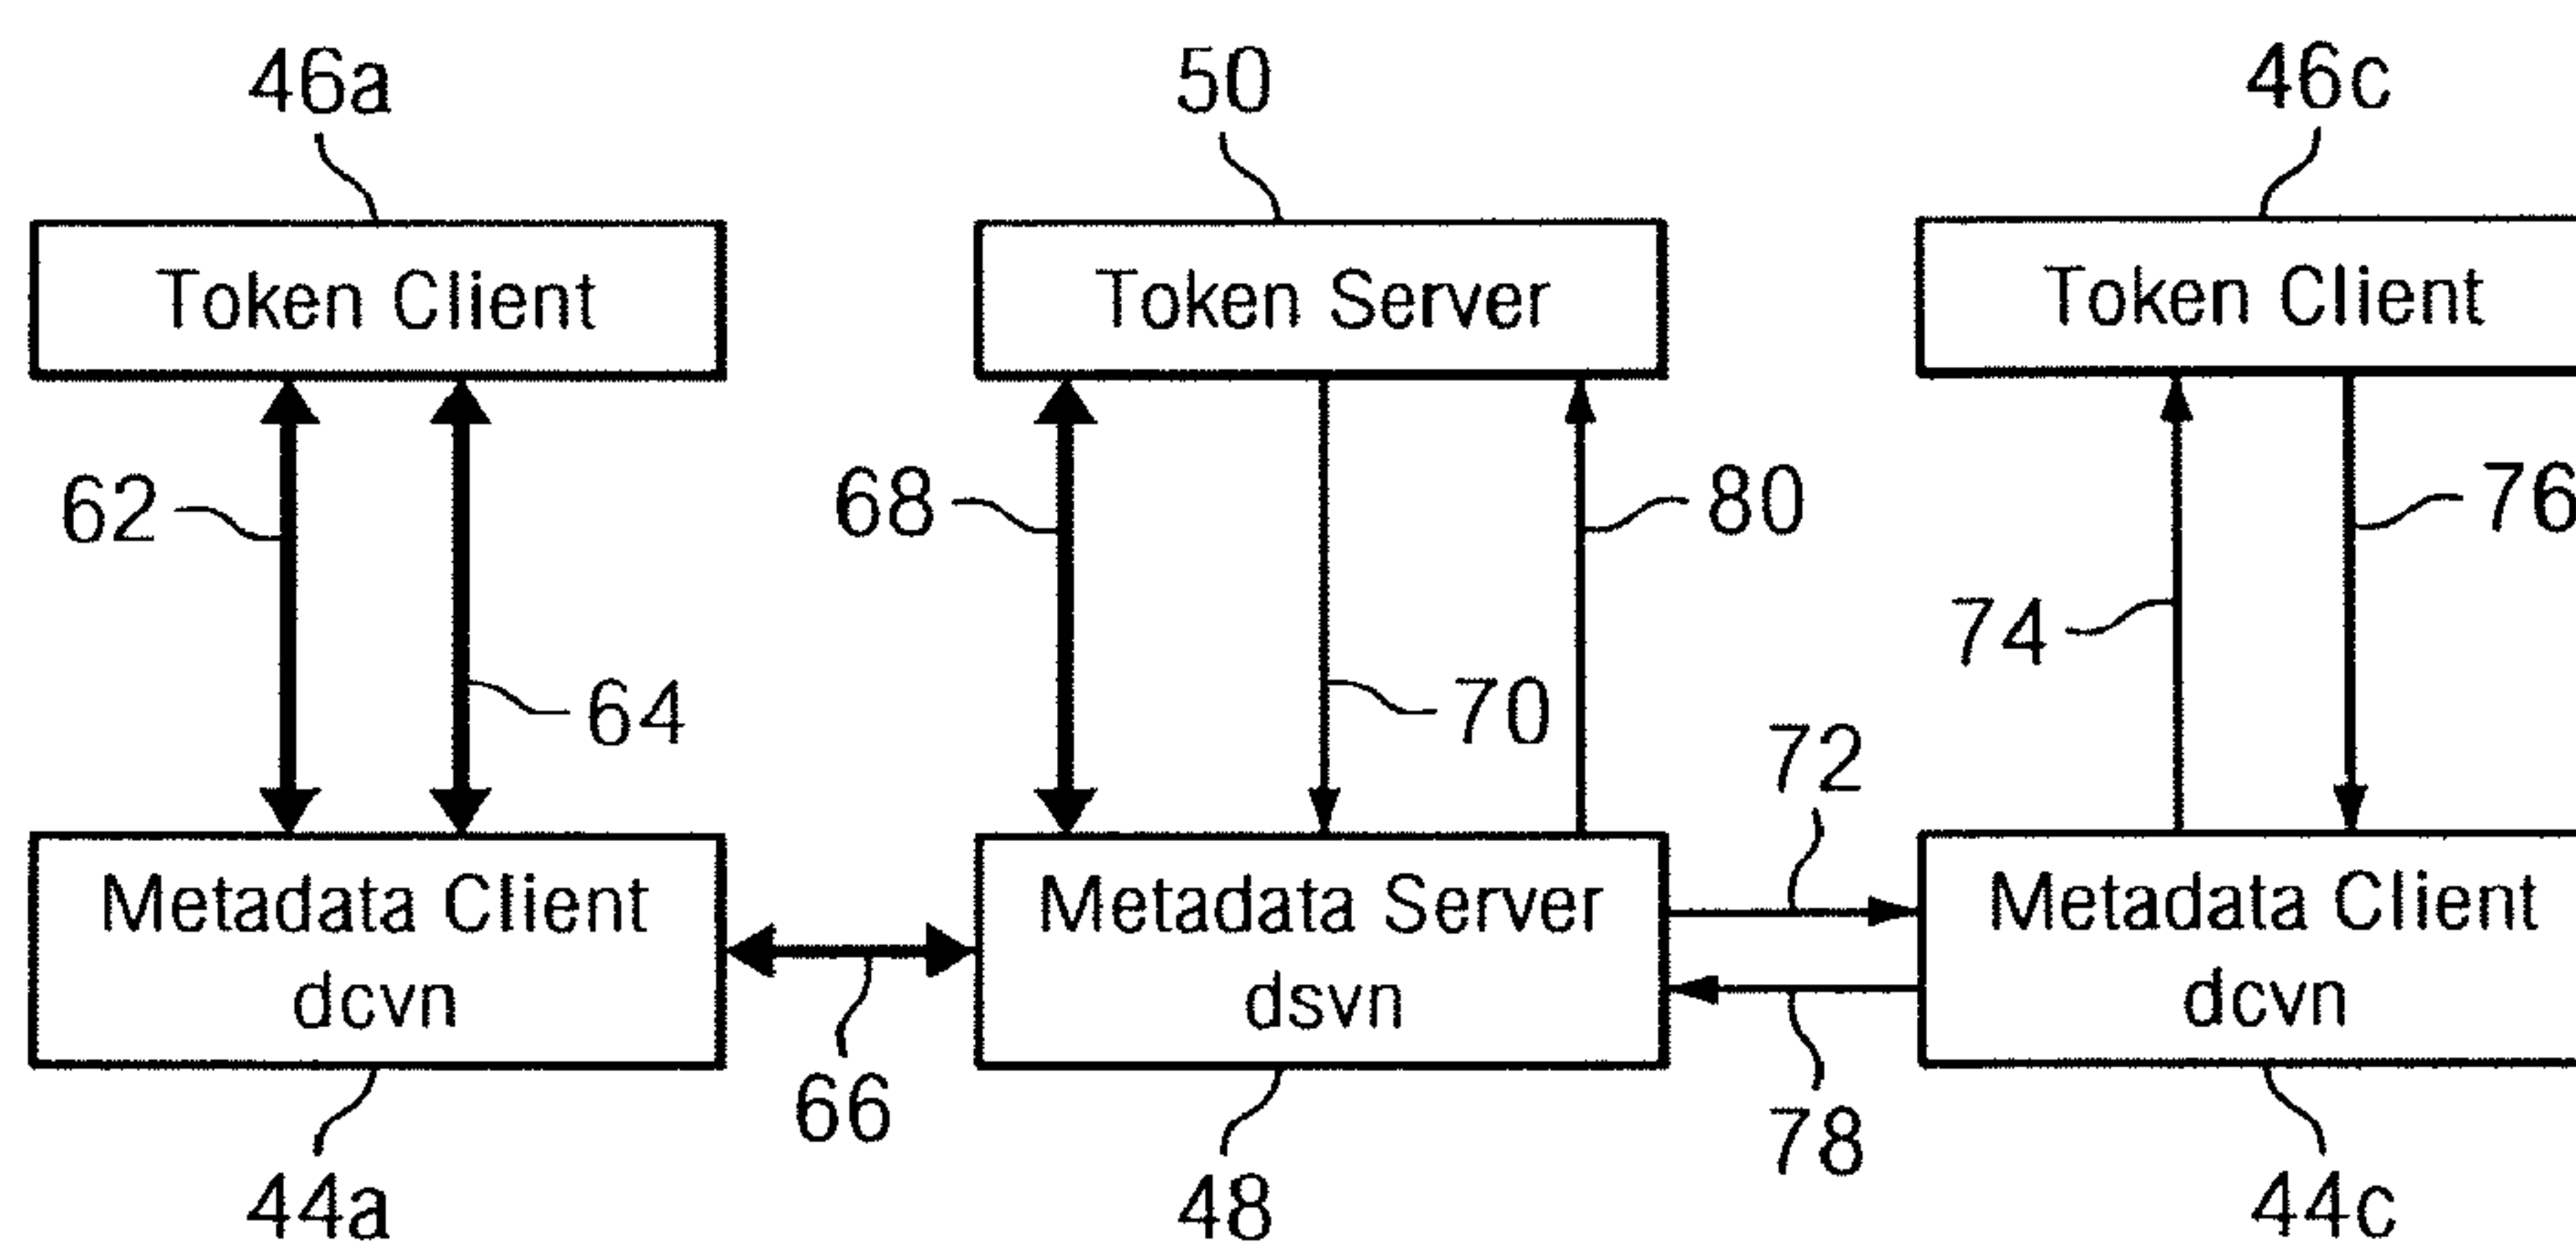 46a
50
46c
Token Client
Token Server
Token Client
62
64
68
70
80
74
76
72
Metadata Client
dcvn
Metadata Server
dsvn
Metadata Client
dcvn
66
78
44a
48
44c